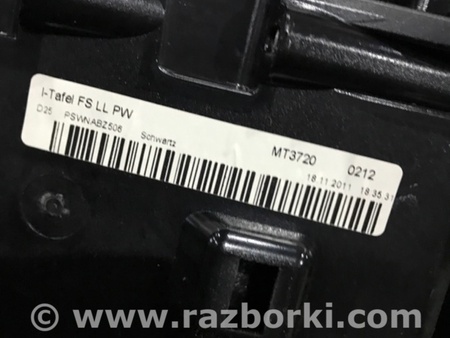 I-Tafel FS LL PW
D25 PSWNABZ506 Schwartz MT3720 0212
18.11.2011 18.35.31
© www.razborki.com